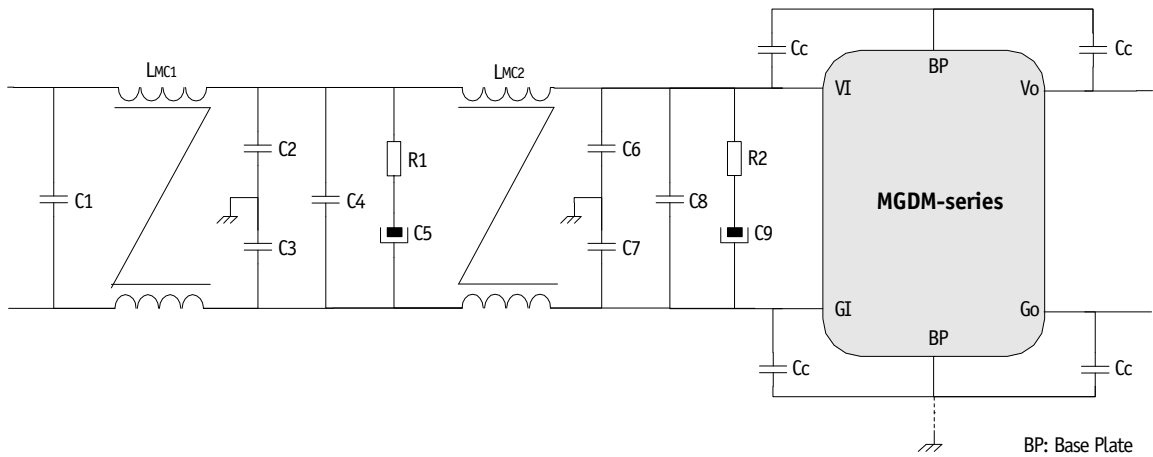 Cc
Cc
LMC1
LMC2
BP
VI
Vo
C2
C6
R1
R2
C1
C4
C8
MGDM-series
C5
C9
C3
C7
GI
Go
BP
Cc
Cc
BP: Base Plate